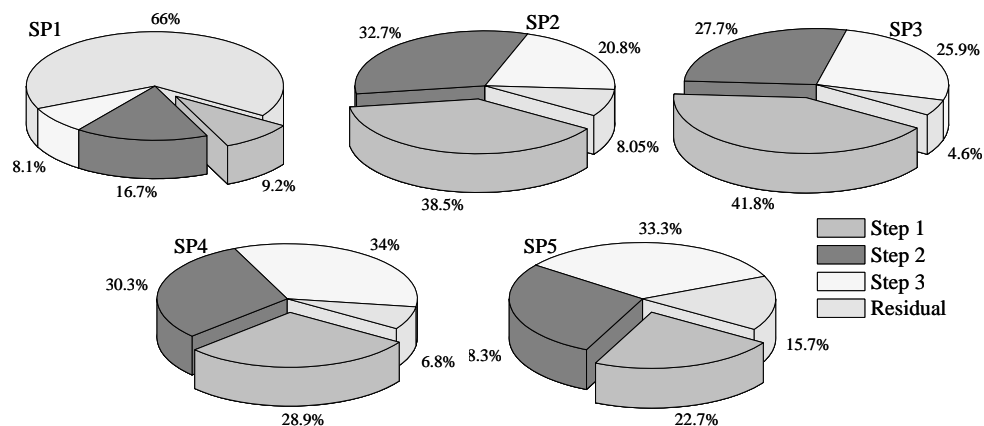 SP1
66%
8.1%
16.7%
9.2%
SP2
32.7%
20.8%
8.05%
38.5%
SP3
27.7%
25.9%
4.6%
41.8%
SP4
34%
30.3%
6.8%
28.9%
SP5
33.3%
8.3%
15.7%
22.7%
Step 1
Step 2
Step 3
Residual